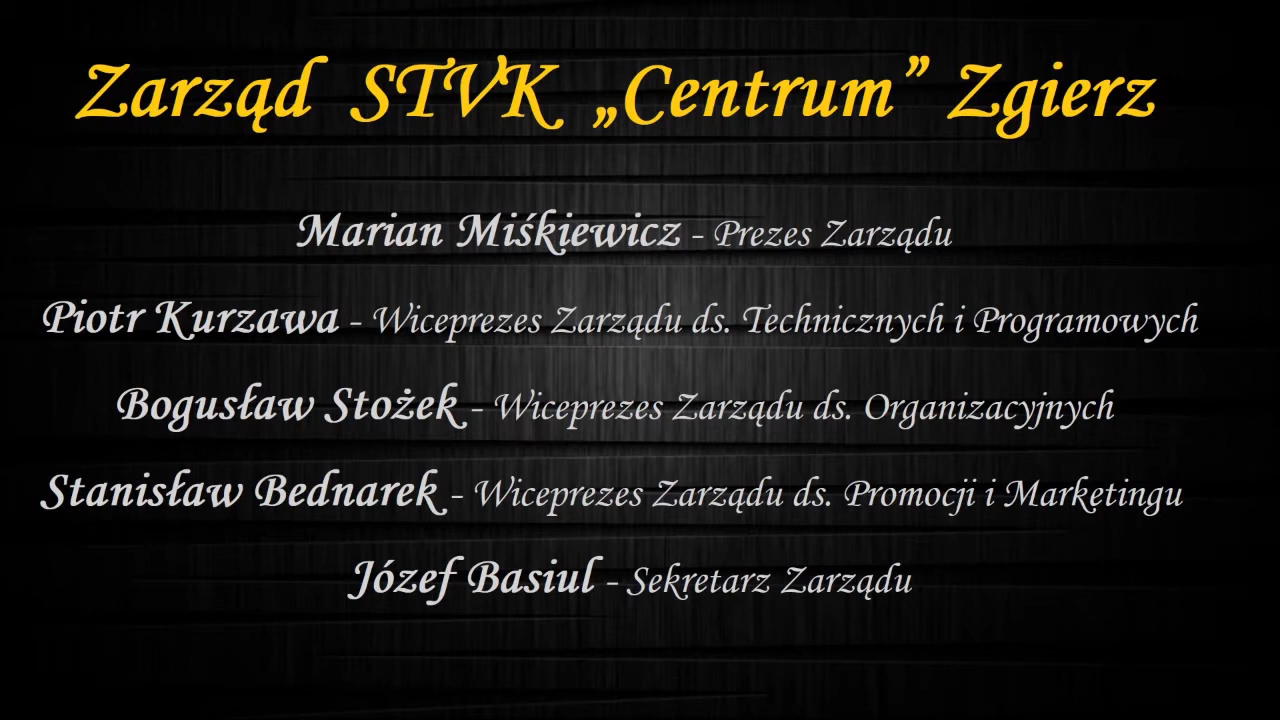 Zarząd STVK „Centrum” Zgierz
Marian Miśkiewicz - Prezes Zarządu
Piotr Kurzawa - Wiceprezes Zarządu ds. Technicznych i Programowych
Bogusław Stożek - Wiceprezes Zarządu ds. Organizacyjnych
Stanisław Bednarek - Wiceprezes Zarządu ds. Promocji i Marketingu
Józef Basiul - Sekretarz Zarządu